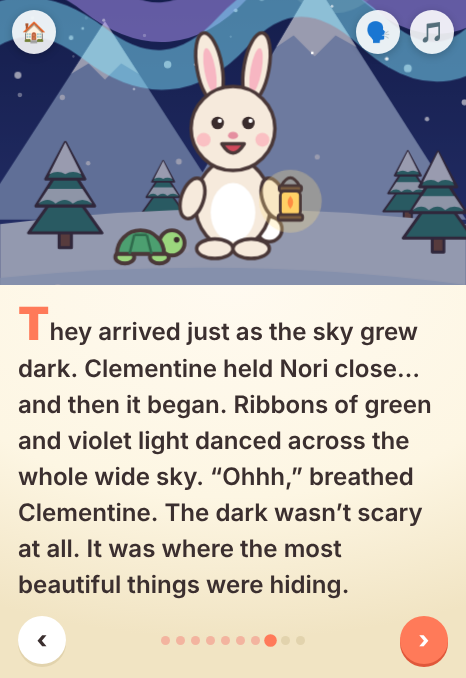 They arrived just as the sky grew
dark. Clementine held Nori close…
and then it began. Ribbons of green
and violet light danced across the
whole wide sky. “Ohhh,” breathed
Clementine. The dark wasn’t scary
at all. It was where the most
beautiful things were hiding.